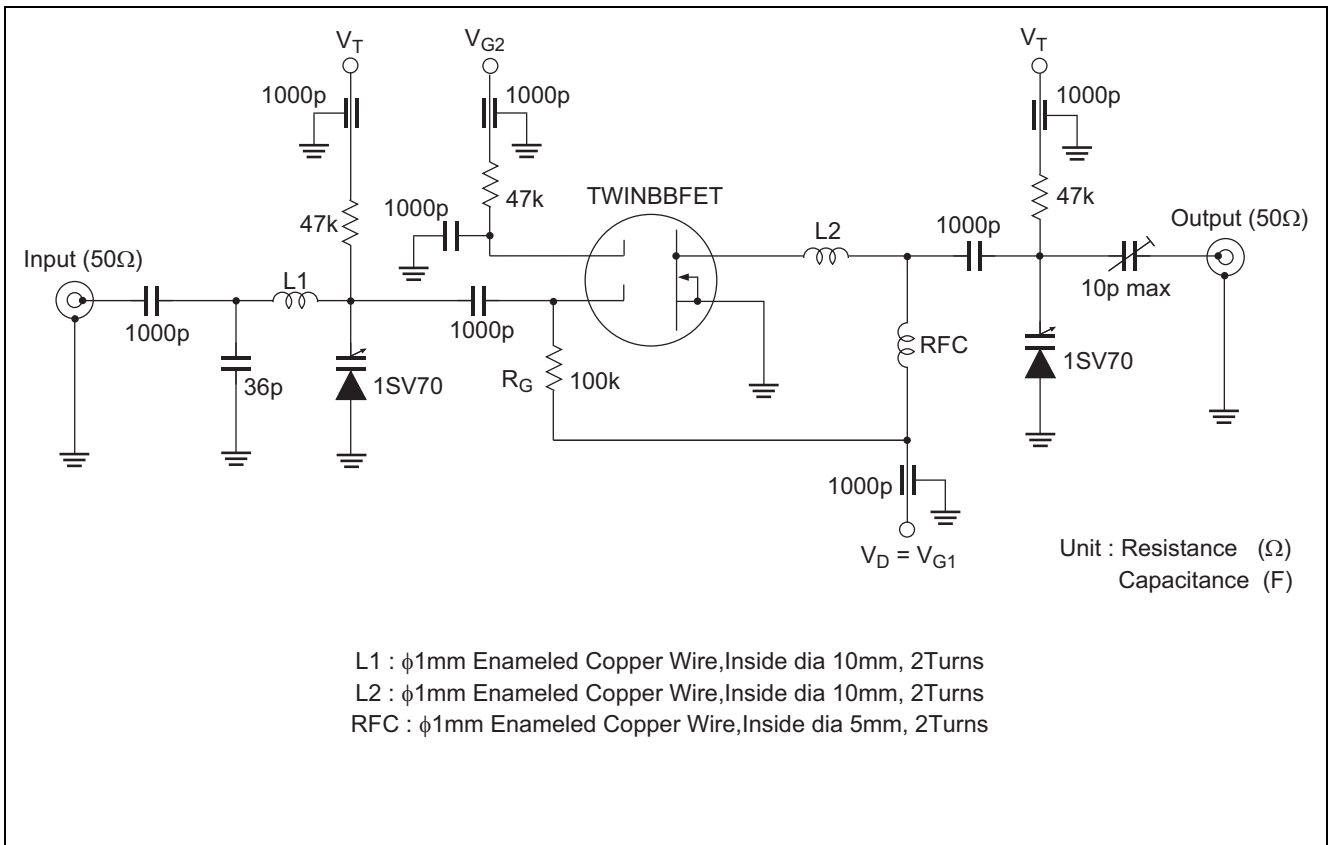 V_T
V_G2
V_T
1000p
1000p
1000p
47k
TWINBBFET
47k
1000p
47k
1000p
L2
Output (50Ω)
Input (50Ω)
L1
10p max
1000p
1000p
36p
1SV70
R_G
100k
RFC
1SV70
1000p
V_D = V_G1
Unit : Resistance (Ω)
Capacitance (F)
L1 : ϕ1mm Enameled Copper Wire,Inside dia 10mm, 2Turns
L2 : ϕ1mm Enameled Copper Wire,Inside dia 10mm, 2Turns
RFC : ϕ1mm Enameled Copper Wire,Inside dia 5mm, 2Turns